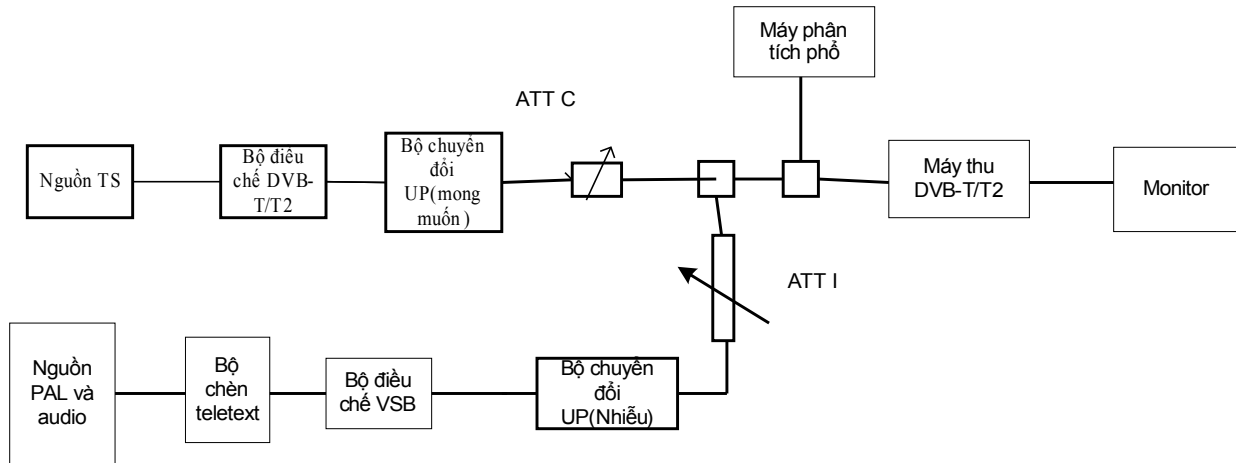 Máy phân
tích phổ
ATT C
Nguồn TS
Bộ điều
chế DVB-
T/T2
Bộ chuyển
đổi
UP(mong
muốn )
Máy thu
DVB-T/T2
Monitor
ATT I
Nguồn
PAL và
audio
Bộ
chèn
teletext
Bộ điều
chế VSB
Bộ chuyển
đổi
UP(Nhiễu)